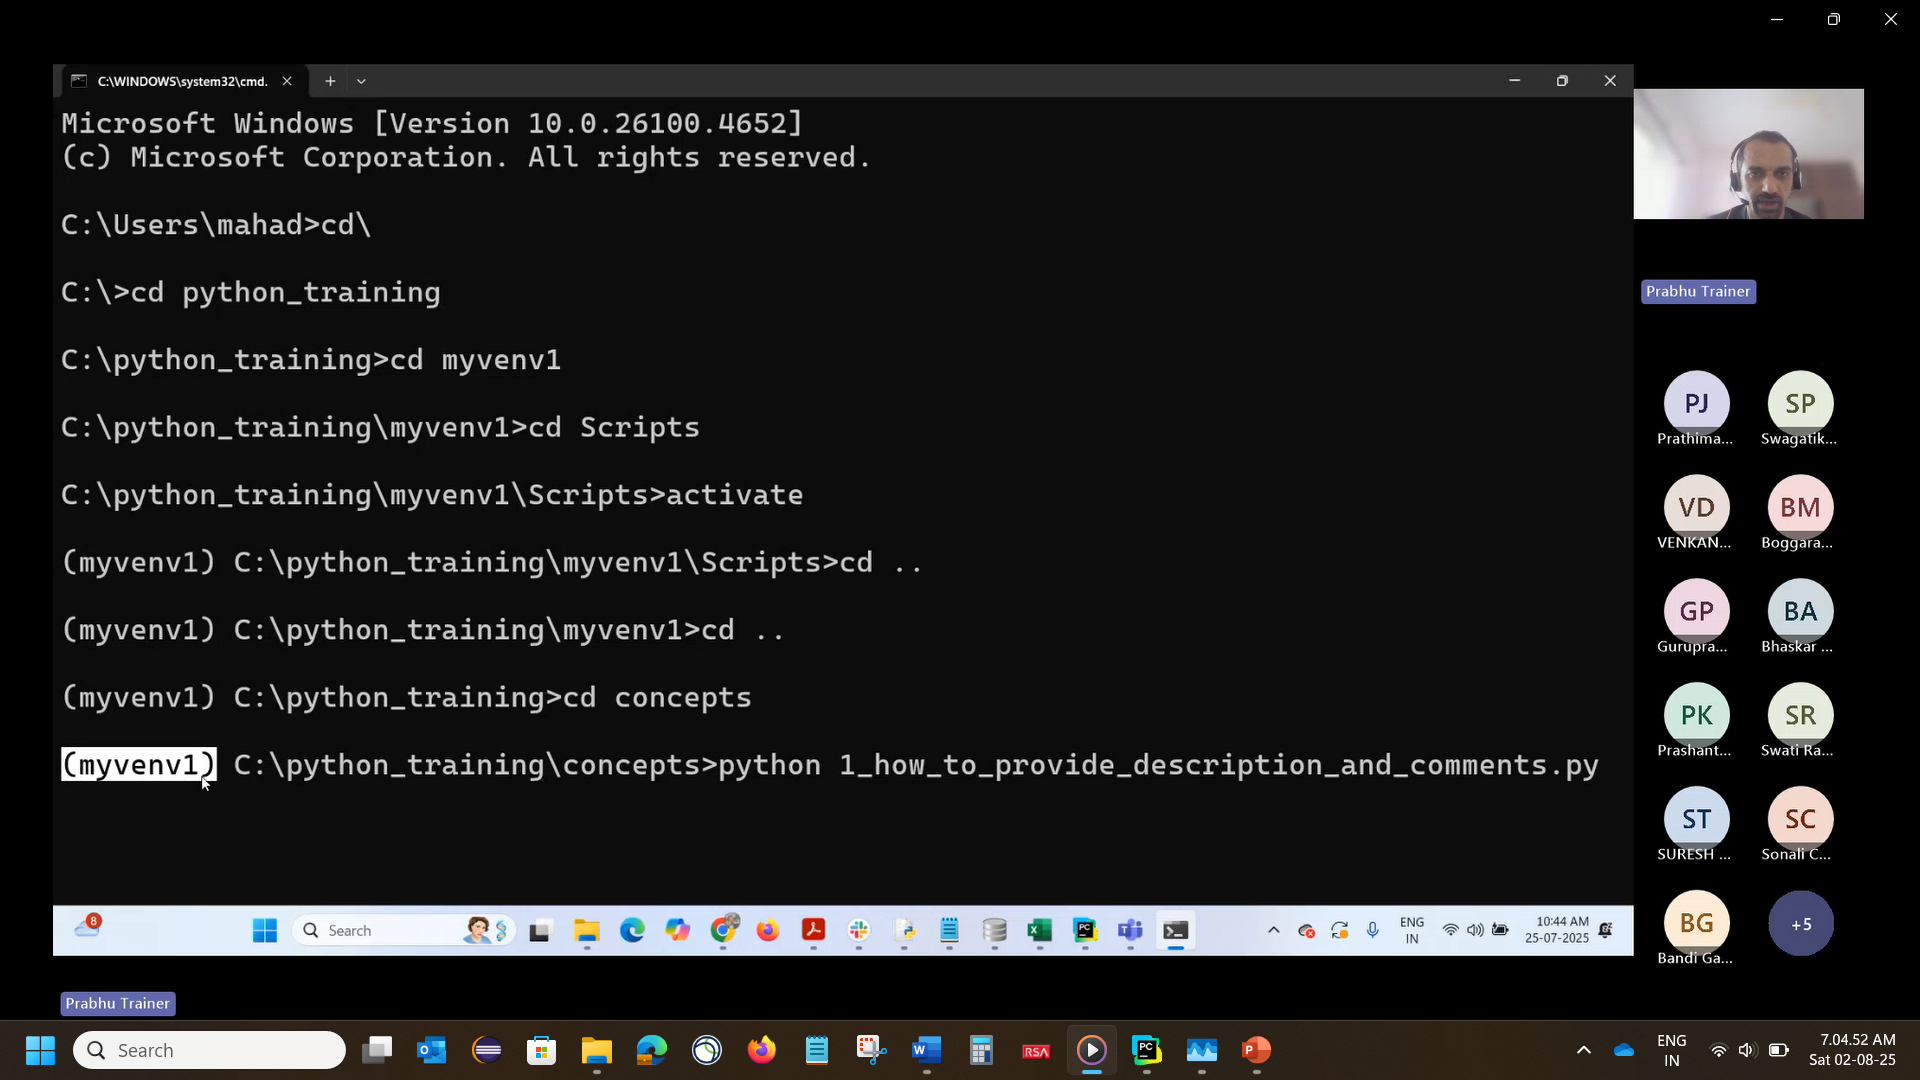 C:\WINDOWS\system32\cmd.
Microsoft Windows [Version 10.0.26100.4652]
(c) Microsoft Corporation. All rights reserved.
C:\Users\mahad>cd\
C:\>cd python_training
C:\python_training>cd myvenv1
C:\python_training\myvenv1>cd Scripts
C:\python_training\myvenv1\Scripts>activate
(myvenv1) C:\python_training\myvenv1\Scripts>cd ..
(myvenv1) C:\python_training\myvenv1>cd ..
(myvenv1) C:\python_training>cd concepts
(myvenv1) C:\python_training\concepts>python 1_how_to_provide_description_and_comments.py
8
Search
PC
ENG
IN
10:44 AM
25-07-2025
Prabhu Trainer
Prabhu Trainer
PJ
SP
Prathima...
Swagatik...
VD
BM
VENKAN...
Boggara...
GP
BA
Gurupra...
Bhaskar ...
PK
SR
Prashant...
Swati Ra...
ST
SC
SURESH ...
Sonali C...
BG
+5
Bandi Ga...
Search
W
RSA
PC
P
ENG
IN
7.04.52 AM
Sat 02-08-25